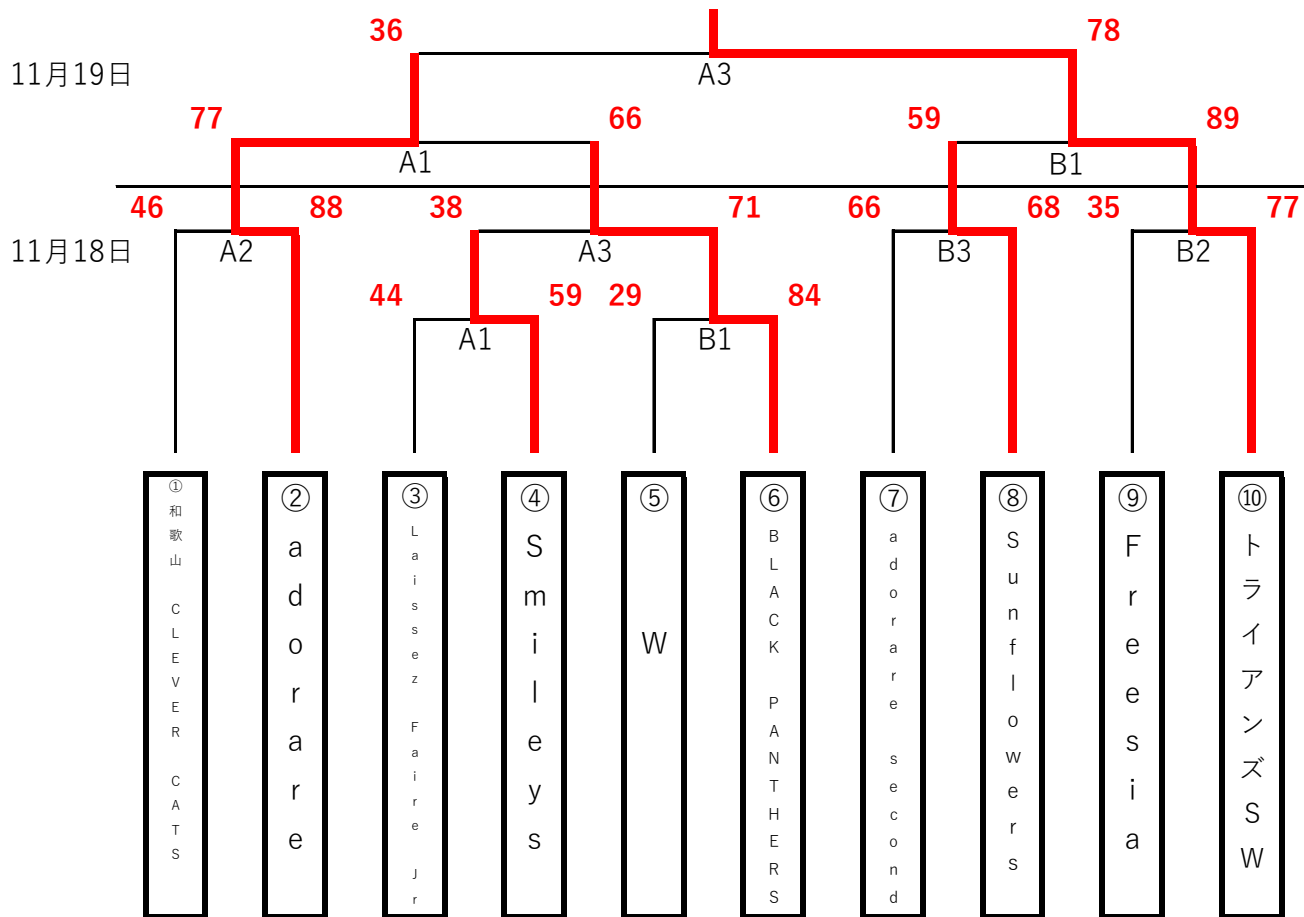 36 78
11月19日 A3
77 66 59 89
A1 B1
46 88 38 71 66 68 35 77
11月18日 A2 A3 B3 B2
44 59 29 84
A1 B1
①和歌山 CLEVER CATS
②adorare
③Laissez Faire Jr
④Smileys
⑤ W
⑥BLACK PANTHERS
⑦adorare second
⑧Sunflowers
⑨Freesia
⑩トライアンズSW